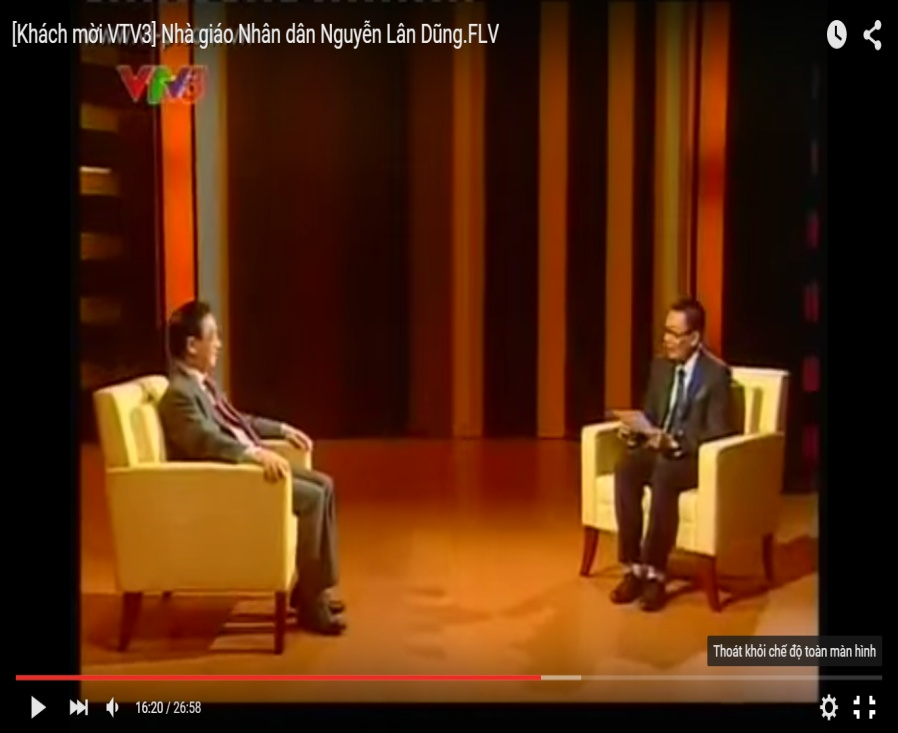 [Khách mời VTV3] Nhà giáo Nhân dân Nguyễn Lân Dũng.FLV
VTV3
Thoát khỏi chế độ toàn màn hình
16:20 / 26:58